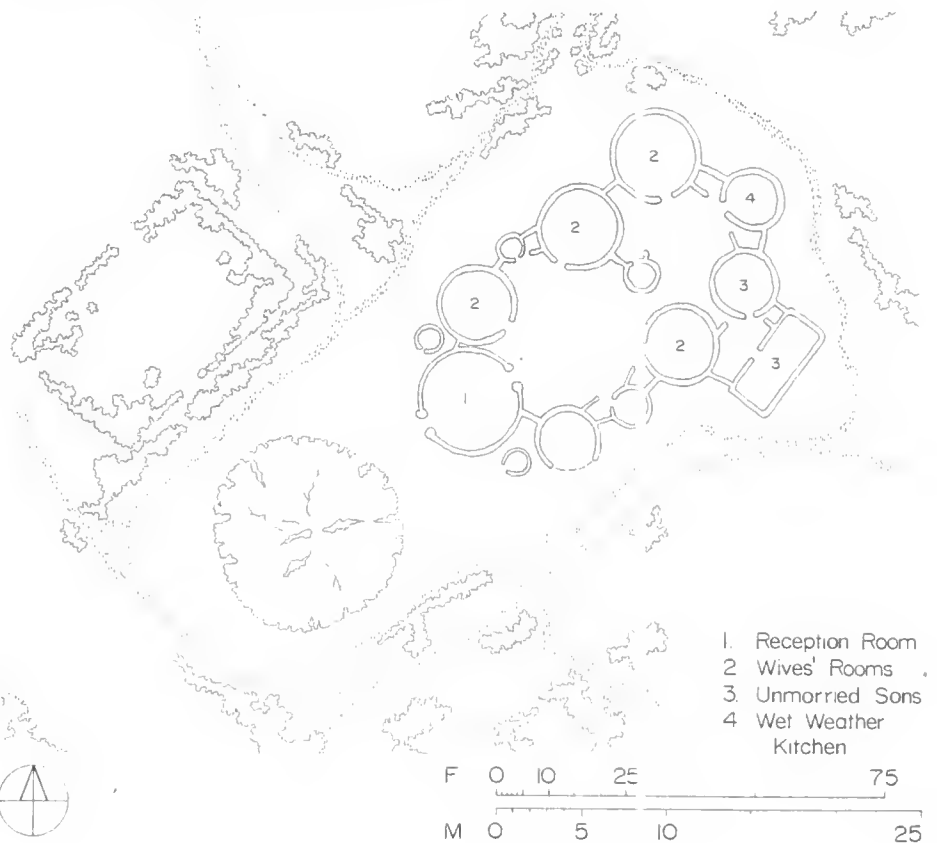 2
4
2
2
3
2
3
1
1. Reception Room
2 Wives' Rooms
3. Unmorried Sons
4 Wet Weather
Kitchen
F 0 10 25 75
M 0 5 10 25